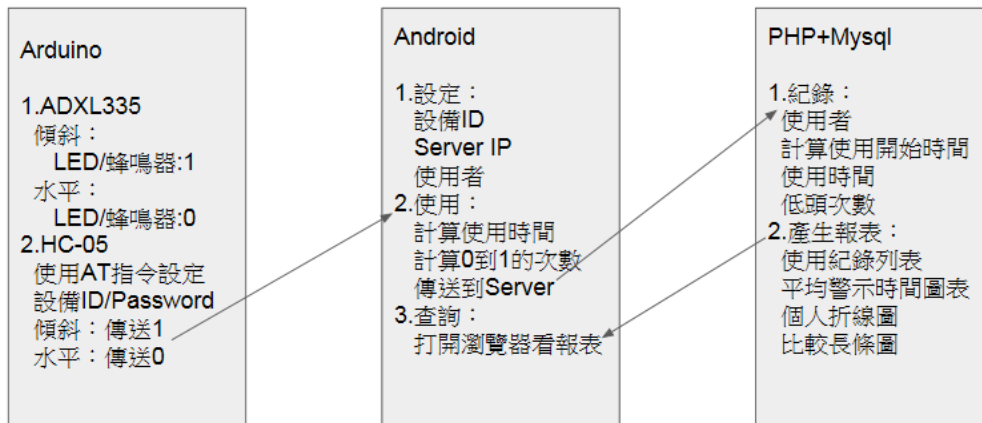 Arduino
1.ADXL335
傾斜：
LED/蜂鳴器:1
水平：
LED/蜂鳴器:0
2.HC-05
使用AT指令設定
設備ID/Password
傾斜：傳送1
水平：傳送0
Android
1.設定：
設備ID
Server IP
使用者
2.使用：
計算使用時間
計算0到1的次數
傳送到Server
3.查詢：
打開瀏覽器看報表
PHP+Mysql
1.紀錄：
使用者
計算使用開始時間
使用時間
低頭次數
2.產生報表：
使用紀錄列表
平均警示時間圖表
個人折線圖
比較長條圖